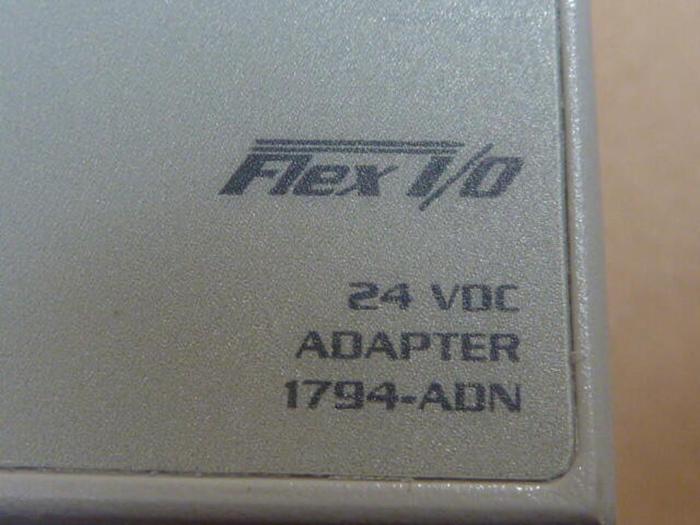 Flex I/O
24 VDC
ADAPTER
1794-ADN